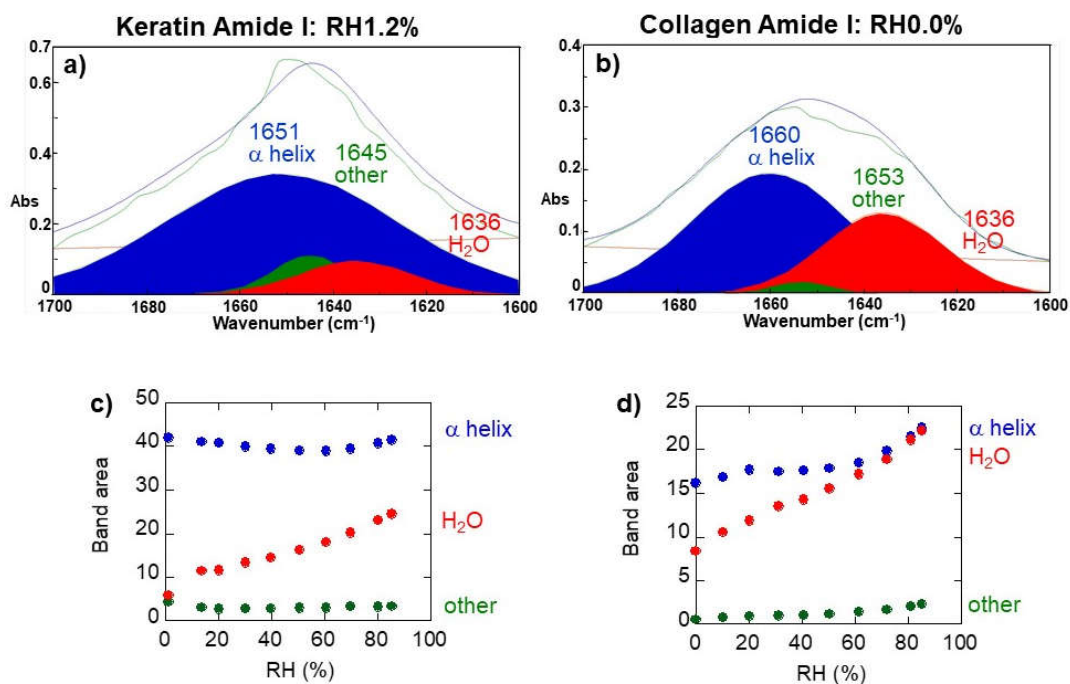 Keratin Amide I: RH1.2%
Collagen Amide I: RH0.0%
a)
0.7
0.6
0.4
Abs
0.2
0
1651
α helix
1645
other
1636
H₂O
1700
1680
1660
1640
1620
1600
Wavenumber (cm⁻¹)
b)
0.4
0.3
0.2
Abs
0.1
0
1660
α helix
1653
other
1636
H₂O
1700
1680
1660
1640
1620
1600
Wavenumber (cm⁻¹)
c)
50
40
30
20
10
0
Band area
α helix
H₂O
other
0
20
40
60
80
100
RH (%)
d)
25
20
15
10
5
0
Band area
α helix
H₂O
other
0
20
40
60
80
100
RH (%)